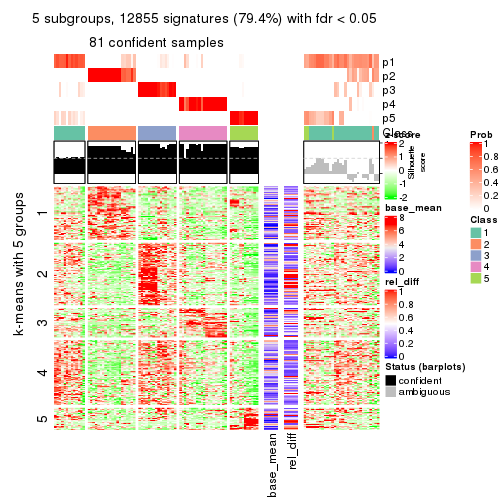 5 subgroups, 12855 signatures (79.4%) with fdr < 0.05
81 confident samples
p1
p2
p3
p4
p5
Class
z-score
2
1
0
-1
-2
Silhouette
score
Prob
1
0.8
0.6
0.4
0.2
0
Class
1
2
3
4
5
base_mean
8
6
4
2
0
rel_diff
1
0.8
0.6
0.4
0.2
0
Status (barplots)
confident
ambiguous
k-means with 5 groups
1
2
3
4
5
base_mean
rel_diff